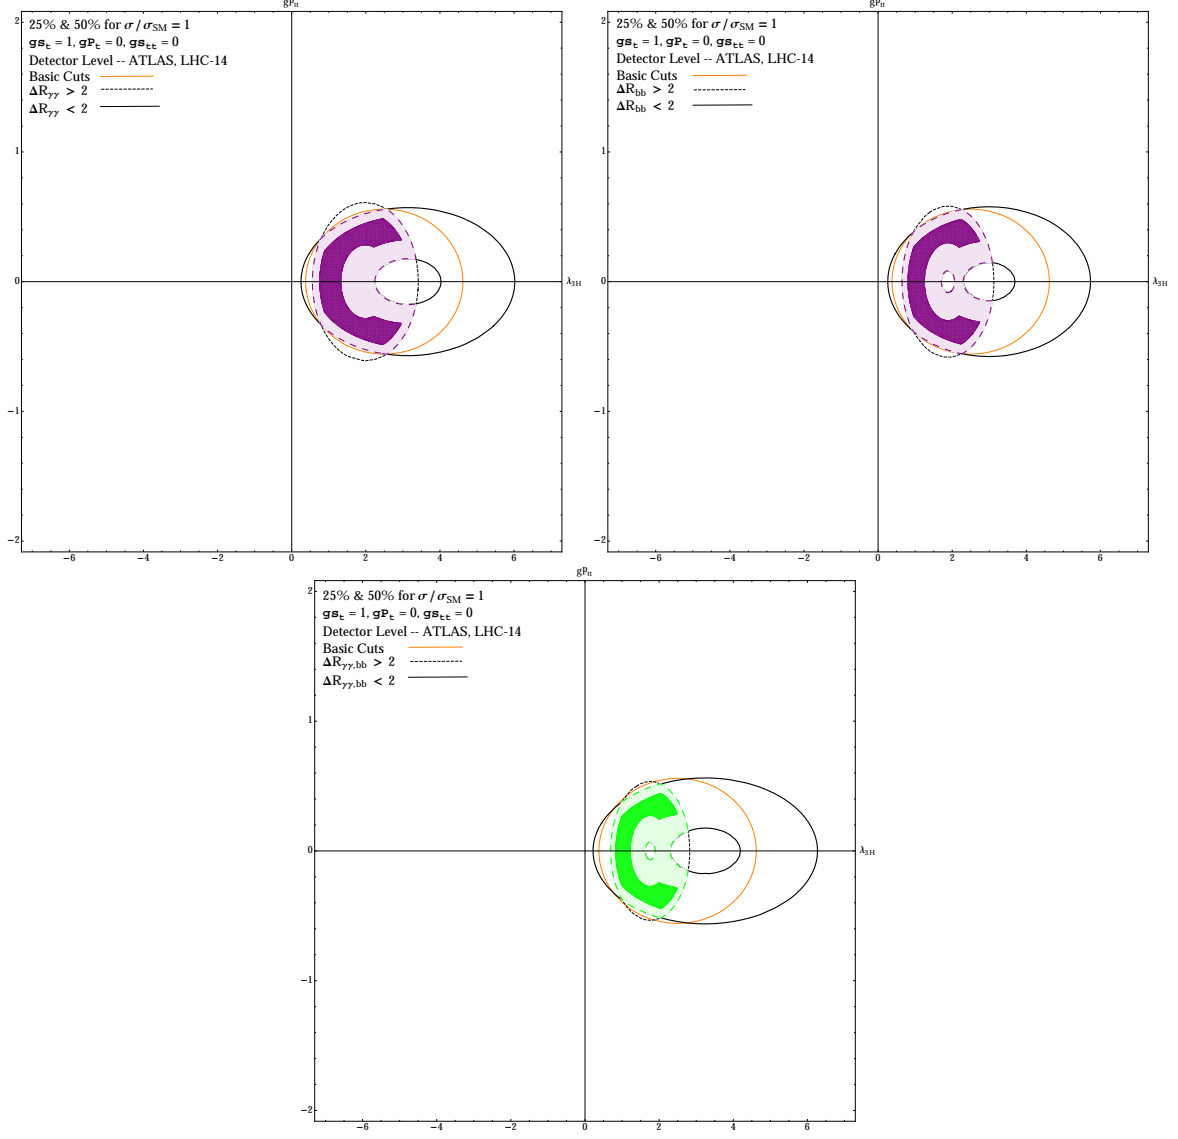 gP_tt
25% & 50% for σ/σ_SM = 1
gs_t = 1, gP_t = 0, gs_tt = 0
Detector Level -- ATLAS, LHC-14
Basic Cuts
ΔR_γγ > 2
ΔR_γγ < 2
2
1
0
−1
−2
−6 −4 −2 0 2 4 6
λ_3H
gP_tt
25% & 50% for σ/σ_SM = 1
gs_t = 1, gP_t = 0, gs_tt = 0
Detector Level -- ATLAS, LHC-14
Basic Cuts
ΔR_bb > 2
ΔR_bb < 2
2
1
0
−1
−2
−6 −4 −2 0 2 4 6
λ_3H
gP_tt
25% & 50% for σ/σ_SM = 1
gs_t = 1, gP_t = 0, gs_tt = 0
Detector Level -- ATLAS, LHC-14
Basic Cuts
ΔR_γγ,bb > 2
ΔR_γγ,bb < 2
2
1
0
−1
−2
−6 −4 −2 0 2 4 6
λ_3H